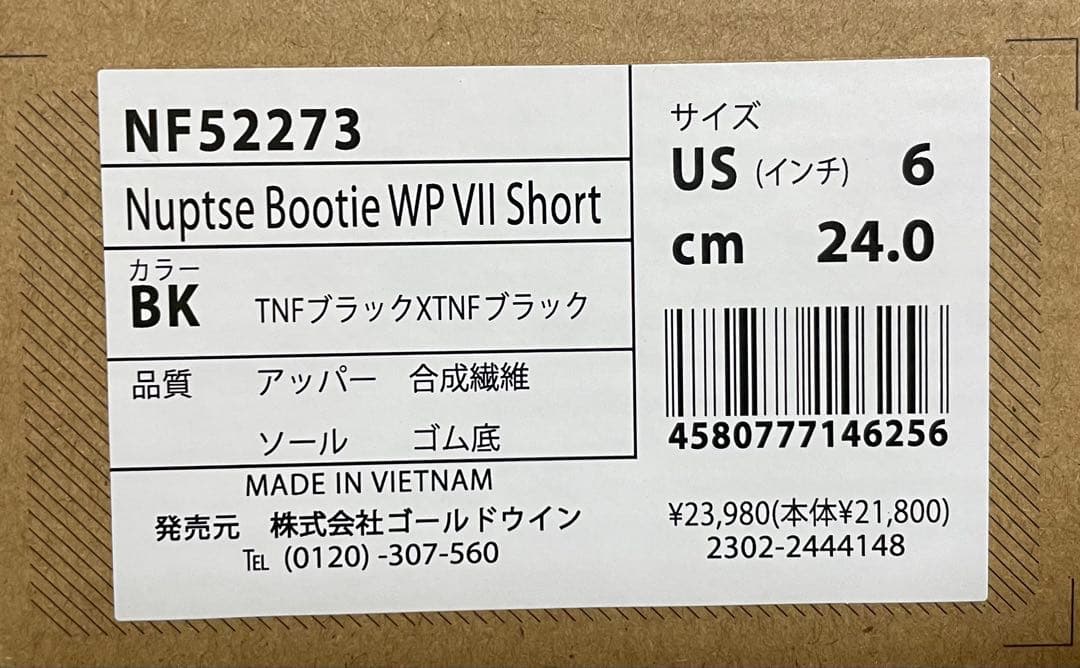 NF52273
Nuptse Bootie WP VII Short
カラー
BK TNFブラックXTNFブラック
品質 アッパー 合成繊維
ソール ゴム底
MADE IN VIETNAM
発売元 株式会社ゴールドウイン
TEL (0120) -307-560
サイズ
US (インチ) 6
cm 24.0
4580777146256
¥23,980(本体¥21,800)
2302-2444148